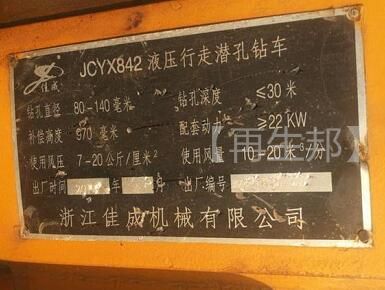 佳成
JCYX842 液压行走潜孔钻车
钻孔直径 80-140 毫米 钻孔深度 ≤30 米
补偿高度 970 毫米 配套动力 ≥22 KW
使用风压 7-20 公斤/厘米² 使用风量 10-20 米³/分
出厂时间 年 月 出厂编号
浙江佳成机械有限公司
【再生邦】